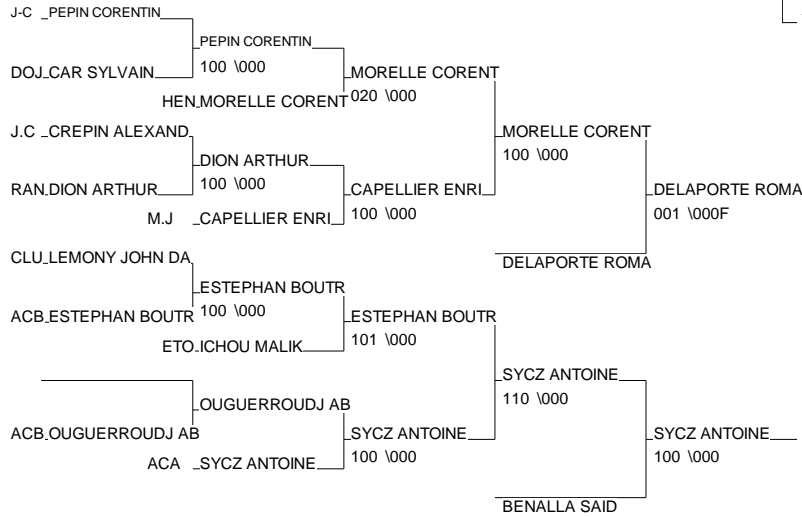 J-C PEPIN CORENTIN
PEPIN CORENTIN
100 \000
DOJ CAR SYLVAIN
MORELLE CORENT
020 \000
HEN MORELLE CORENT
J.C CREPIN ALEXAND
MORELLE CORENT
100 \000
DION ARTHUR
100 \000
RAN DION ARTHUR
CAPELLIER ENRI
100 \000
DELAPORTE ROMA
001 \000F
M.J CAPELLIER ENRI
CLU LEMONY JOHN DA
DELAPORTE ROMA
ESTEPHAN BOUTR
100 \000
ACB ESTEPHAN BOUTR
ESTEPHAN BOUTR
101 \000
ETO ICHOU MALIK
SYCZ ANTOINE
110 \000
OUGUERROUDJ AB
ACB OUGUERROUDJ AB
SYCZ ANTOINE
100 \000
SYCZ ANTOINE
100 \000
ACA SYCZ ANTOINE
BENALLA SAID